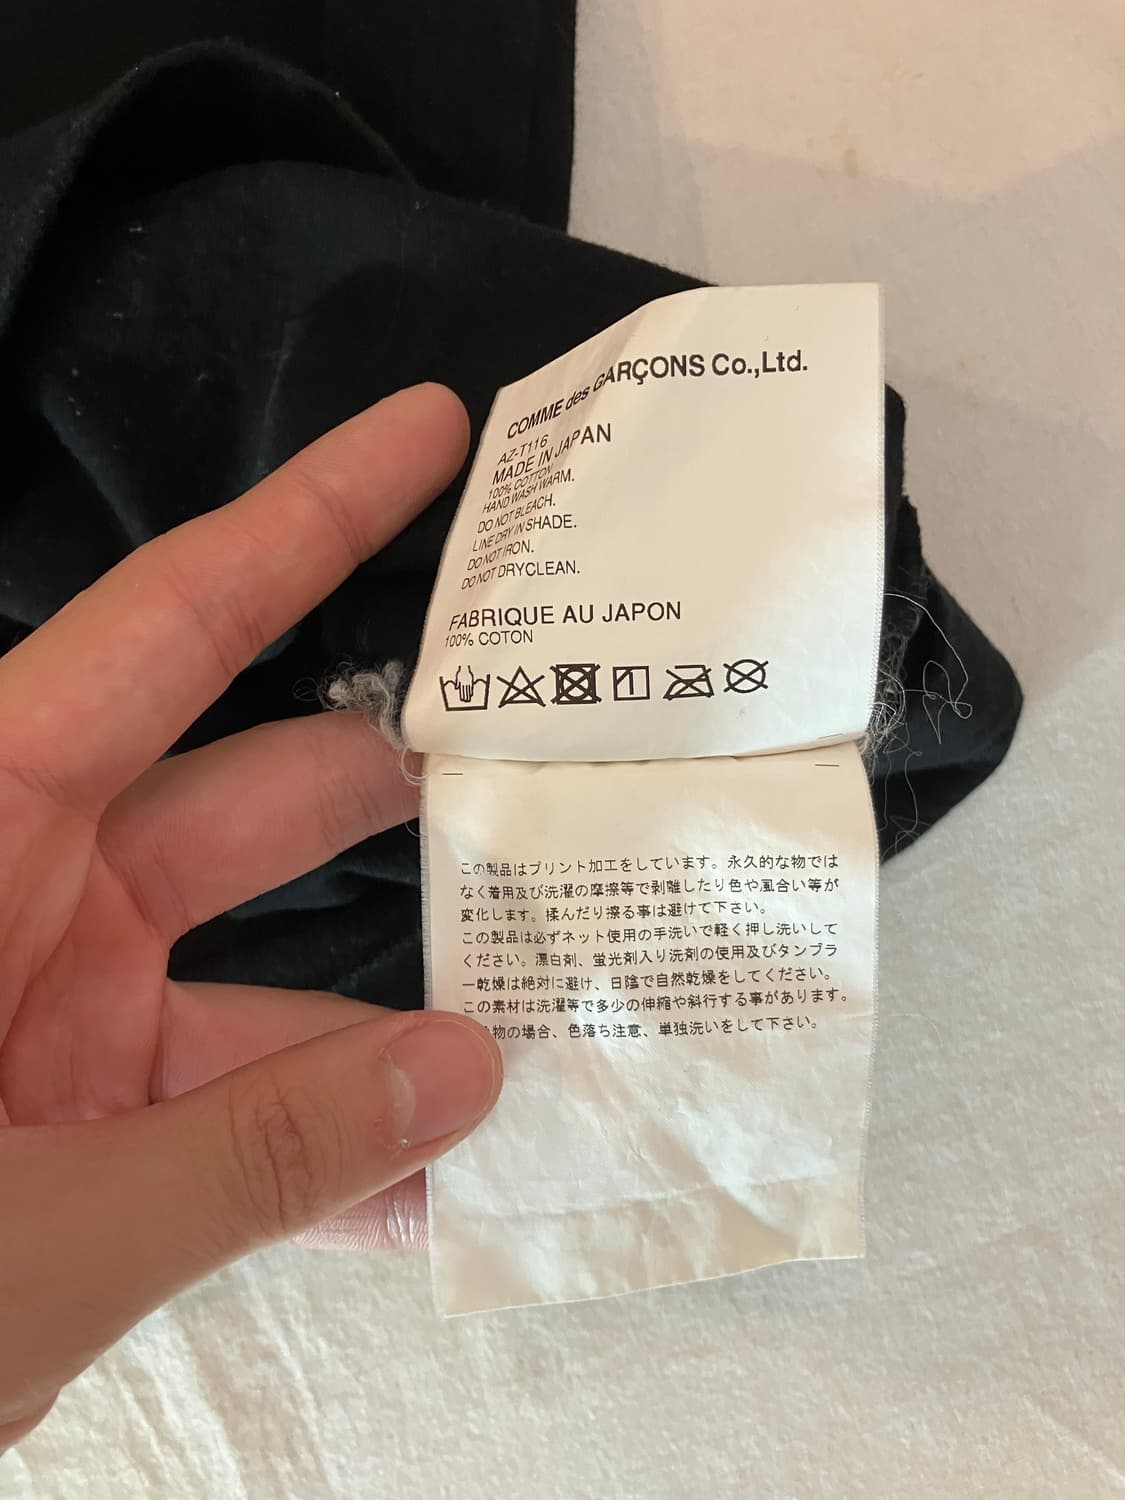 COMME des GARÇONS Co.,Ltd.
AZ-T116
MADE IN JAPAN
100% COTTON
HAND WASH WARM.
DO NOT BLEACH.
LINE DRY IN SHADE.
DO NOT IRON.
DO NOT DRYCLEAN.
FABRIQUE AU JAPON
100% COTON
この製品はプリント加工をしています。永久的な物では
なく着用及び洗濯の摩擦等で剥離したり色や風合い等が
変化します。揉んだり擦る事は避けて下さい。
この製品は必ずネット使用の手洗いで軽く押し洗いして
ください。漂白剤、蛍光剤入り洗剤の使用及びタンブラ
ー乾燥は絶対に避け、日陰で自然乾燥をしてください。
この素材は洗濯等で多少の伸縮や斜行する事があります。
物の場合、色落ち注意、単独洗いをして下さい。